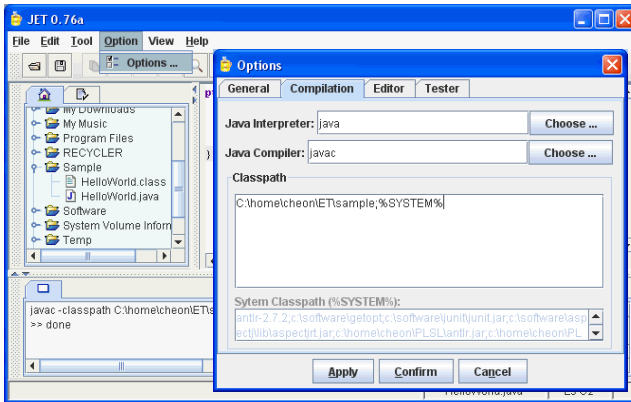 JET 0.76a
File Edit Tool Option View Help
Options ...
My Downloads
My Music
Program Files
RECYCLER
Sample
HelloWorld.class
HelloWorld.java
Software
System Volume Inform
Temp
javac -classpath C:\home\cheon\ET\s
>> done
Options
General Compilation Editor Tester
Java Interpreter: java Choose ...
Java Compiler: javac Choose ...
Classpath
C:\home\cheon\ET\sample;%SYSTEM%
Sytem Classpath (%SYSTEM%):
antlr-2.7.2;c:\software\getopt;c:\software\junit\junit.jar;c:\software\asp
ectj\lib\aspectjrt.jar;c:\home\cheon\PLSL\antlr.jar;c:\home\cheon\PL
Apply Confirm Cancel
HelloWorld.java